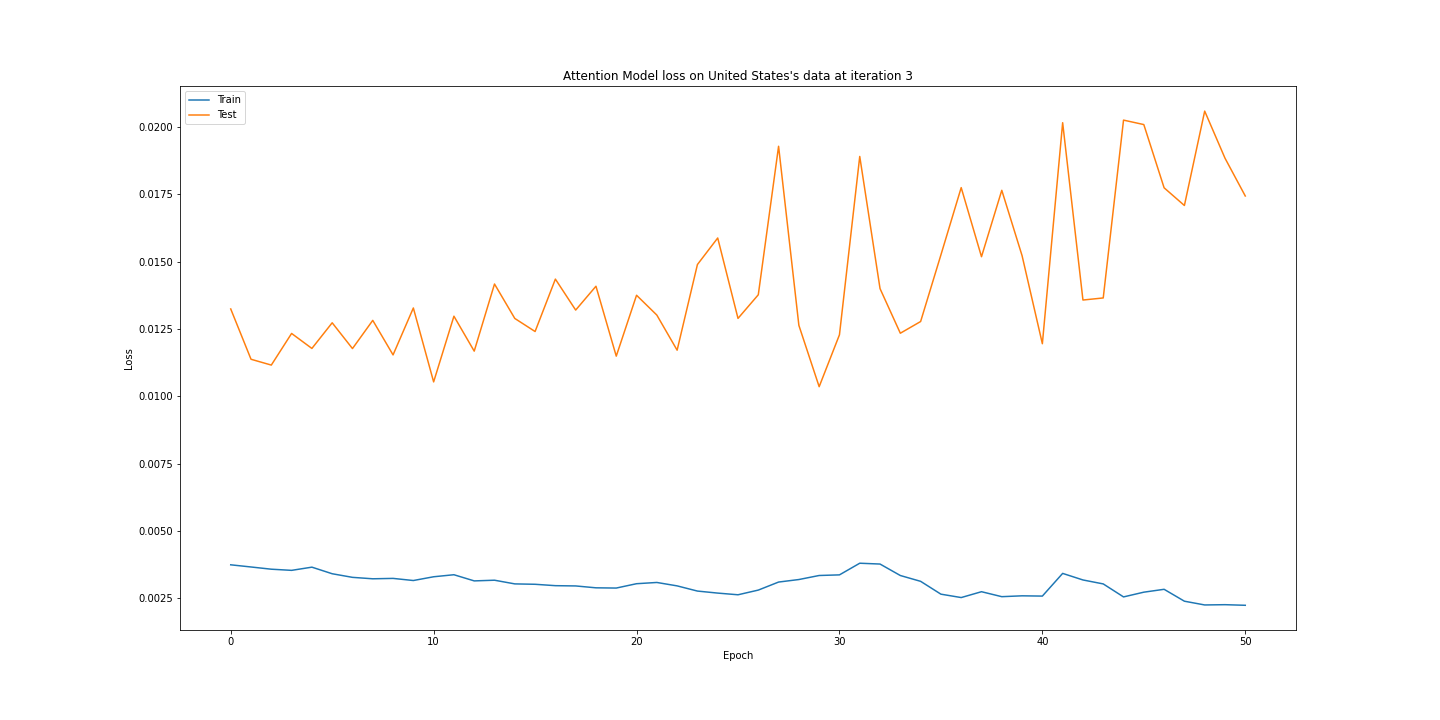 Attention Model loss on United States's data at iteration 3
Train
Test
0.0200
0.0175
0.0150
0.0125
0.0100
0.0075
0.0050
0.0025
Loss
0 10 20 30 40 50
Epoch